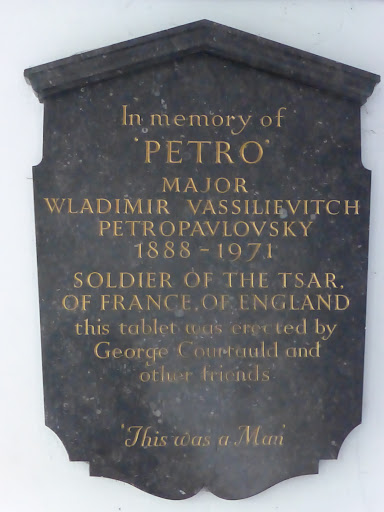 In memory of
'PETRO'
MAJOR
WLADIMIR VASSILIEVITCH
PETROPAVLOVSKY
1888 - 1971
SOLDIER OF THE TSAR,
OF FRANCE, OF ENGLAND
this tablet was erected by
George Courtauld and
other friends
'This was a Man'